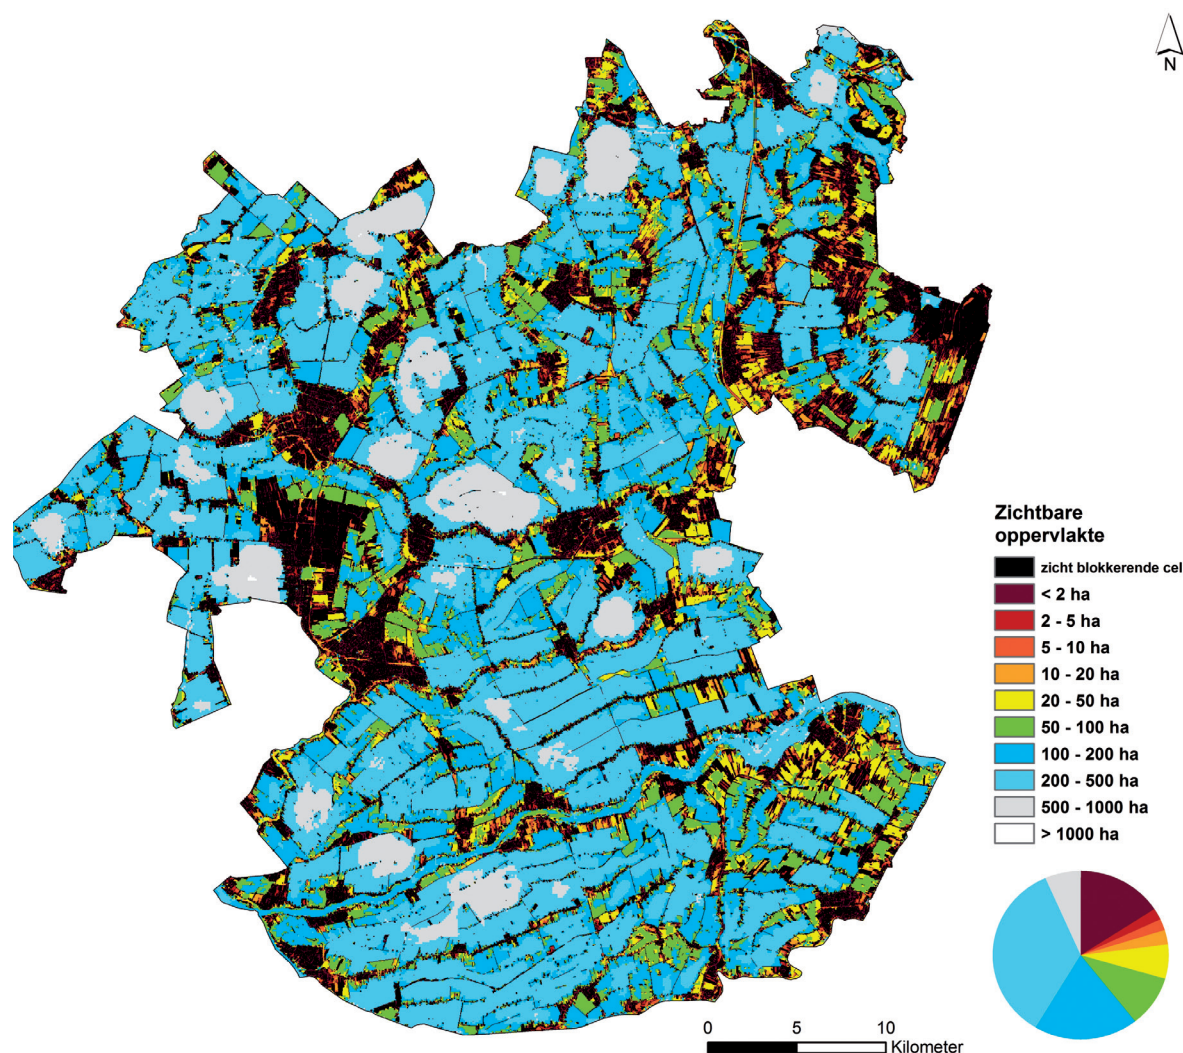 N
Zichtbare
oppervlakte
zicht blokkerende cel
< 2 ha
2 - 5 ha
5 - 10 ha
10 - 20 ha
20 - 50 ha
50 - 100 ha
100 - 200 ha
200 - 500 ha
500 - 1000 ha
> 1000 ha
0 5 10
Kilometer